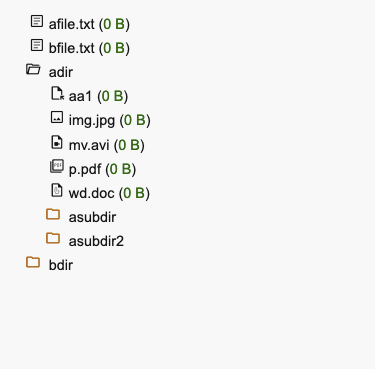 afile.txt (0 B)
bfile.txt (0 B)
adir
aa1 (0 B)
img.jpg (0 B)
mv.avi (0 B)
p.pdf (0 B)
wd.doc (0 B)
asubdir
asubdir2
bdir